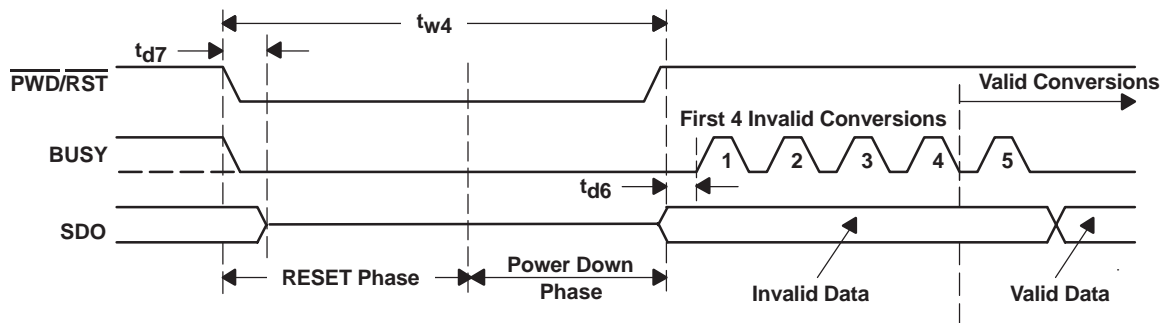 tw4
td7
PWD/RST
Valid Conversions
First 4 Invalid Conversions
BUSY
1 2 3 4 5
td6
SDO
RESET Phase
Power Down
Phase
Invalid Data
Valid Data